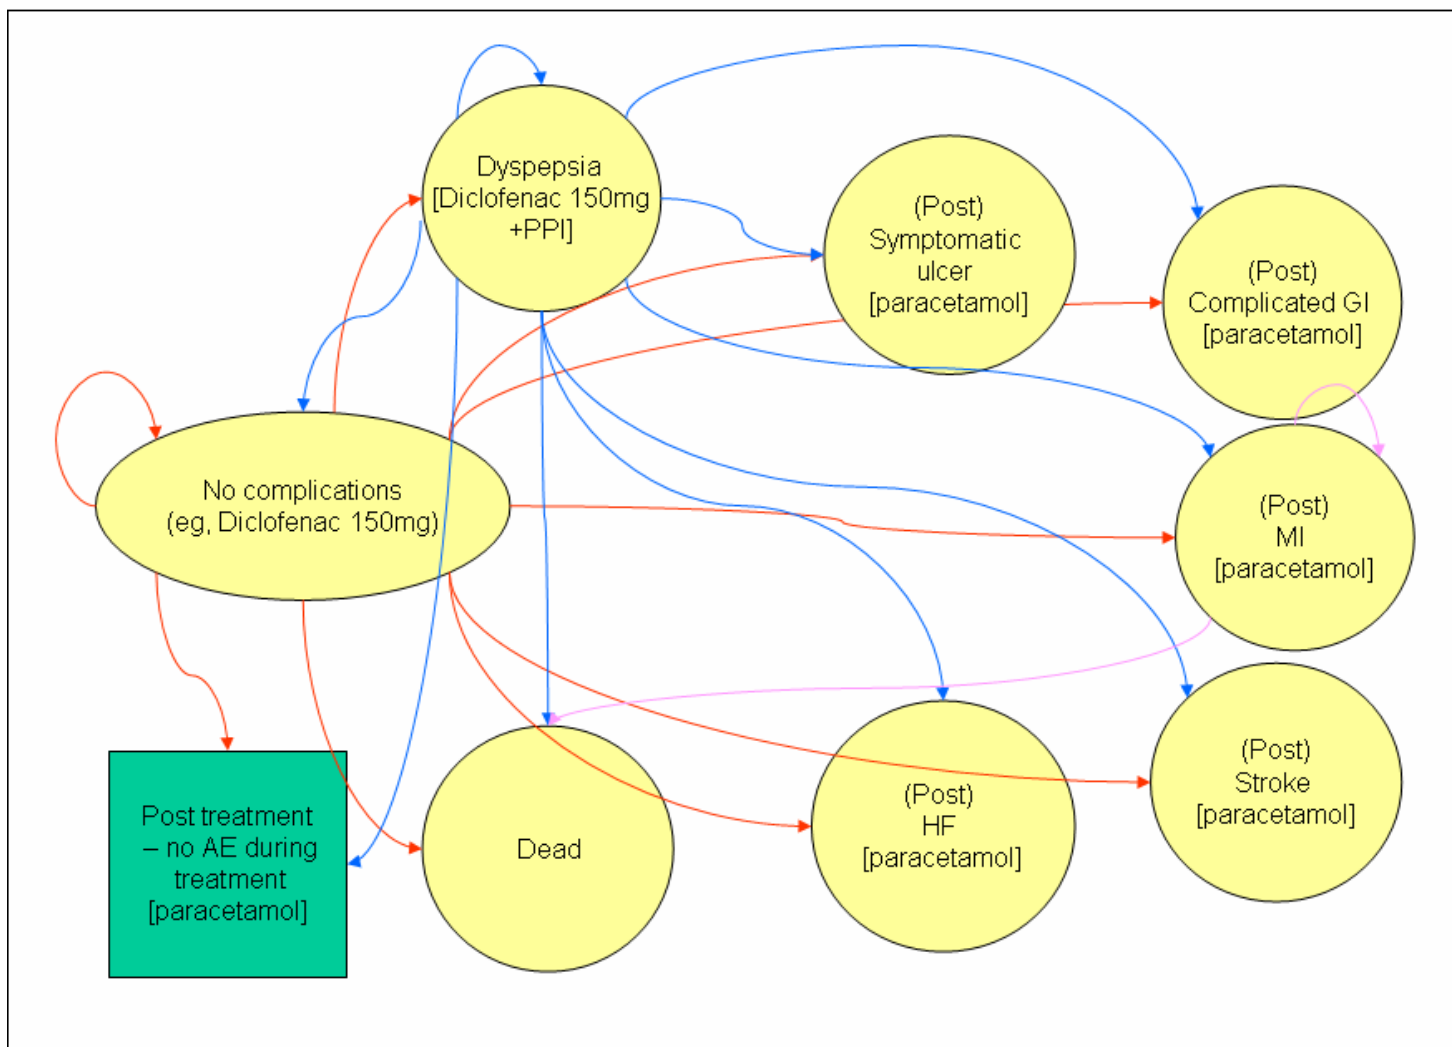 Dyspepsia
[Diclofenac 150mg
+PPI]
(Post)
Symptomatic
ulcer
[paracetamol]
(Post)
Complicated GI
[paracetamol]
No complications
(eg, Diclofenac 150mg)
(Post)
MI
[paracetamol]
Post treatment
– no AE during
treatment
[paracetamol]
Dead
(Post)
HF
[paracetamol]
(Post)
Stroke
[paracetamol]